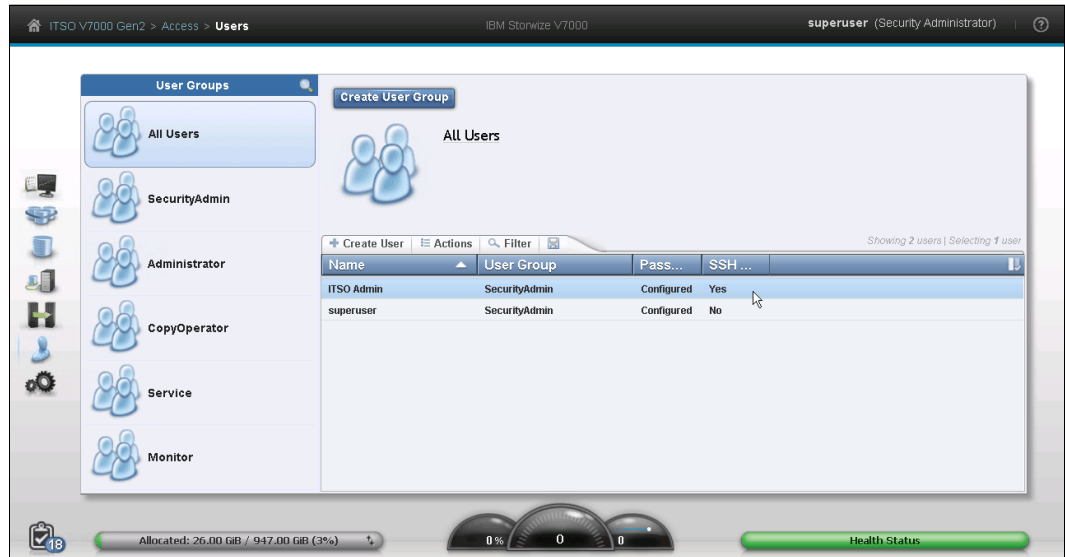 ITSO V7000 Gen2 > Access > Users
IBM Storwize V7000
superuser (Security Administrator)
User Groups
All Users
SecurityAdmin
Administrator
CopyOperator
Service
Monitor
Create User Group
All Users
Create User Actions Filter
Showing 2 users | Selecting 1 user
Name User Group Pass... SSH ...
ITSO Admin SecurityAdmin Configured Yes
superuser SecurityAdmin Configured No
18
Allocated: 26.00 GiB / 947.00 GiB (3%)
0% 0 0
Health Status